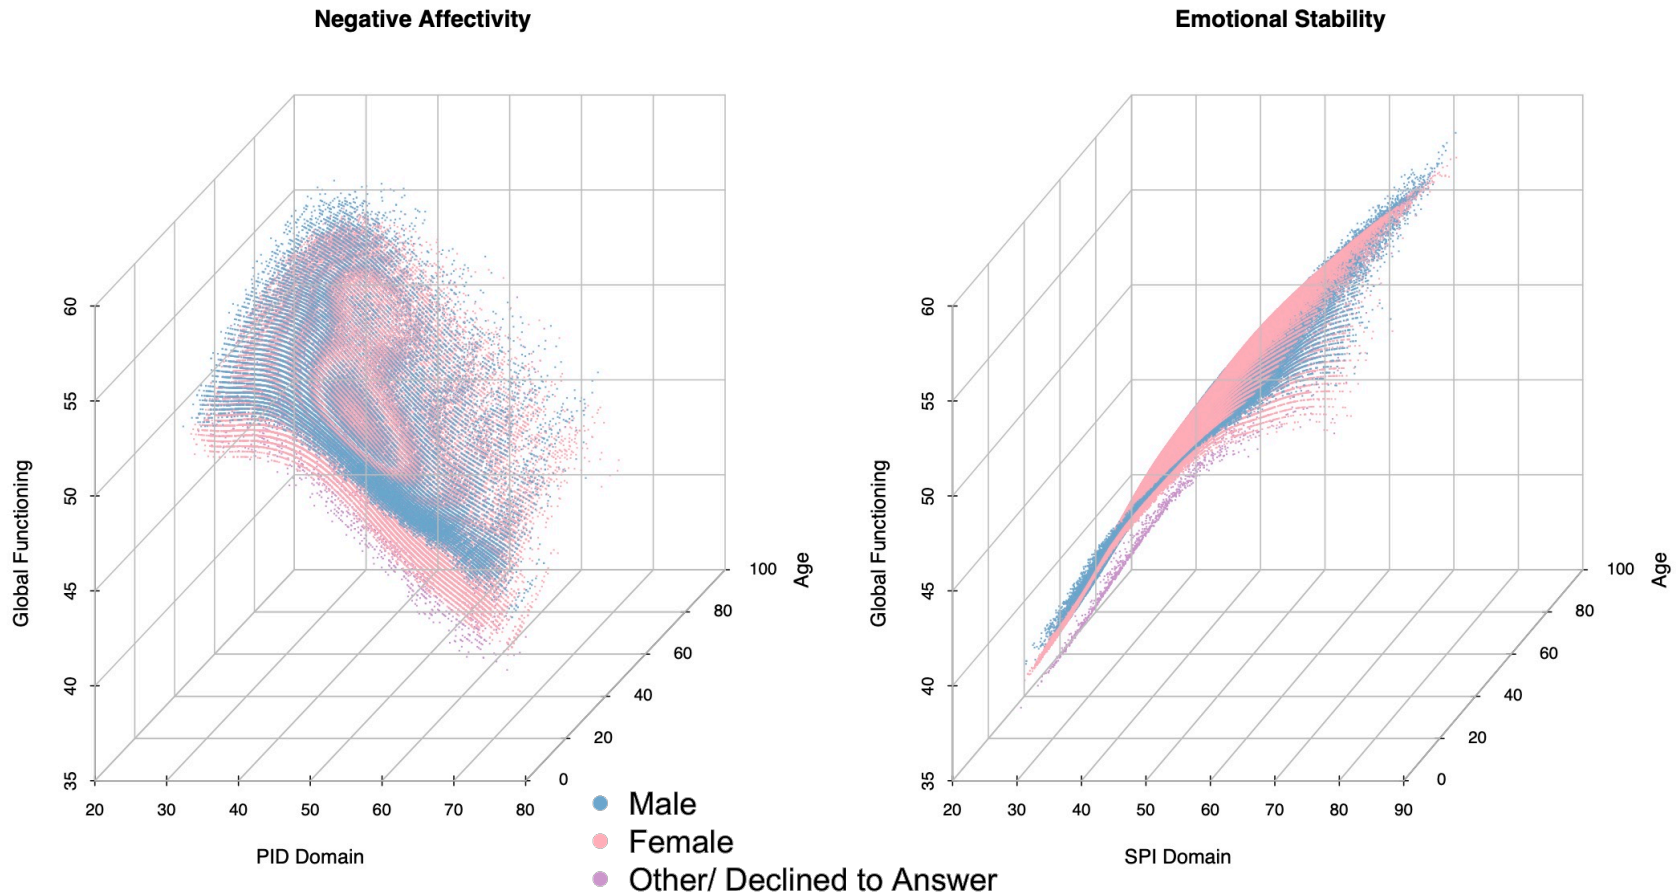 Negative Affectivity
Emotional Stability
Global Functioning
35 40 45 50 55 60
20 30 40 50 60 70 80
PID Domain
0 20 40 60 80 100
Age
Global Functioning
35 40 45 50 55 60
20 30 40 50 60 70 80 90
SPI Domain
0 20 40 60 80 100
Age
Male
Female
Other/ Declined to Answer